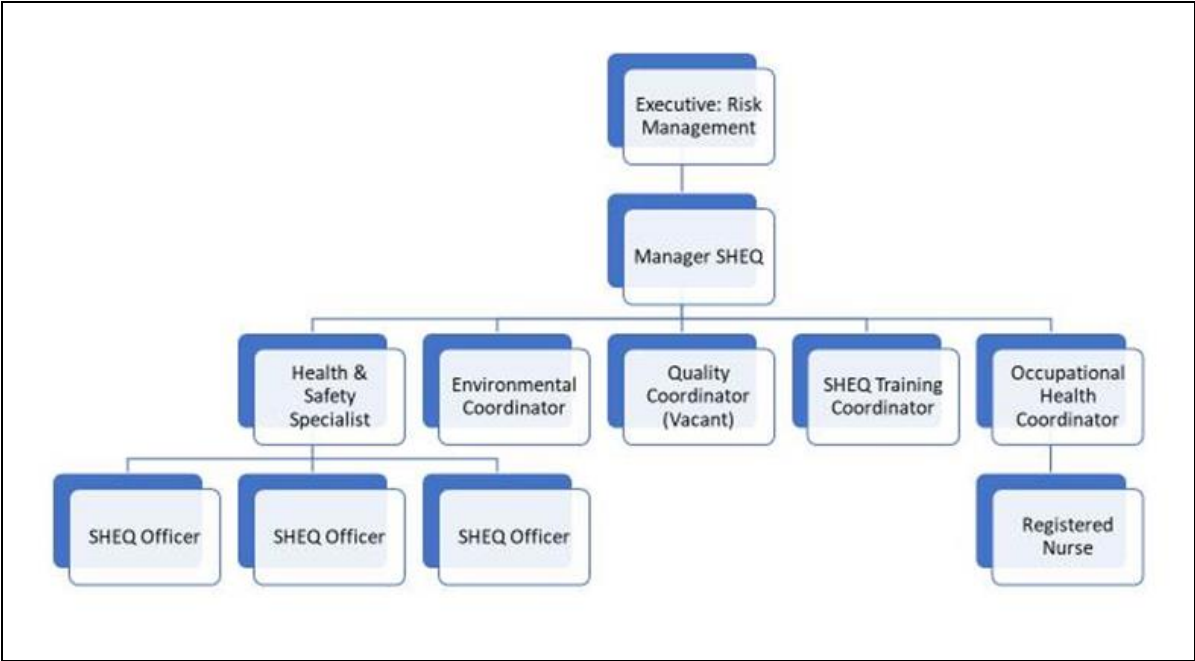 Executive: Risk
Management
Manager SHEQ
Health &
Safety
Specialist
Environmental
Coordinator
Quality
Coordinator
(Vacant)
SHEQ Training
Coordinator
Occupational
Health
Coordinator
SHEQ Officer
SHEQ Officer
SHEQ Officer
Registered
Nurse